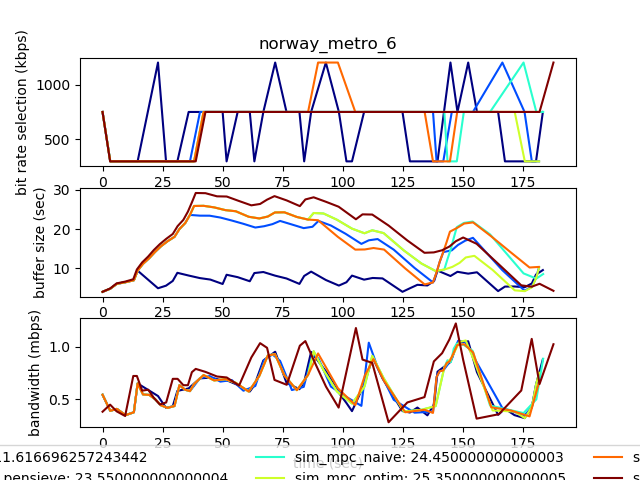 norway_metro_6
bit rate selection (kbps)
1000
500
0 25 50 75 100 125 150 175
buffer size (sec)
30
20
10
0 25 50 75 100 125 150 175
bandwidth (mbps)
1.0
0.5
0 25 50 75 100 125 150 175
time (sec)
1.616696257243442 sim_mpc_naive: 24.450000000000003 s
pensieve: 23.550000000000004 sim_mpc_optim: 25.350000000000005 s